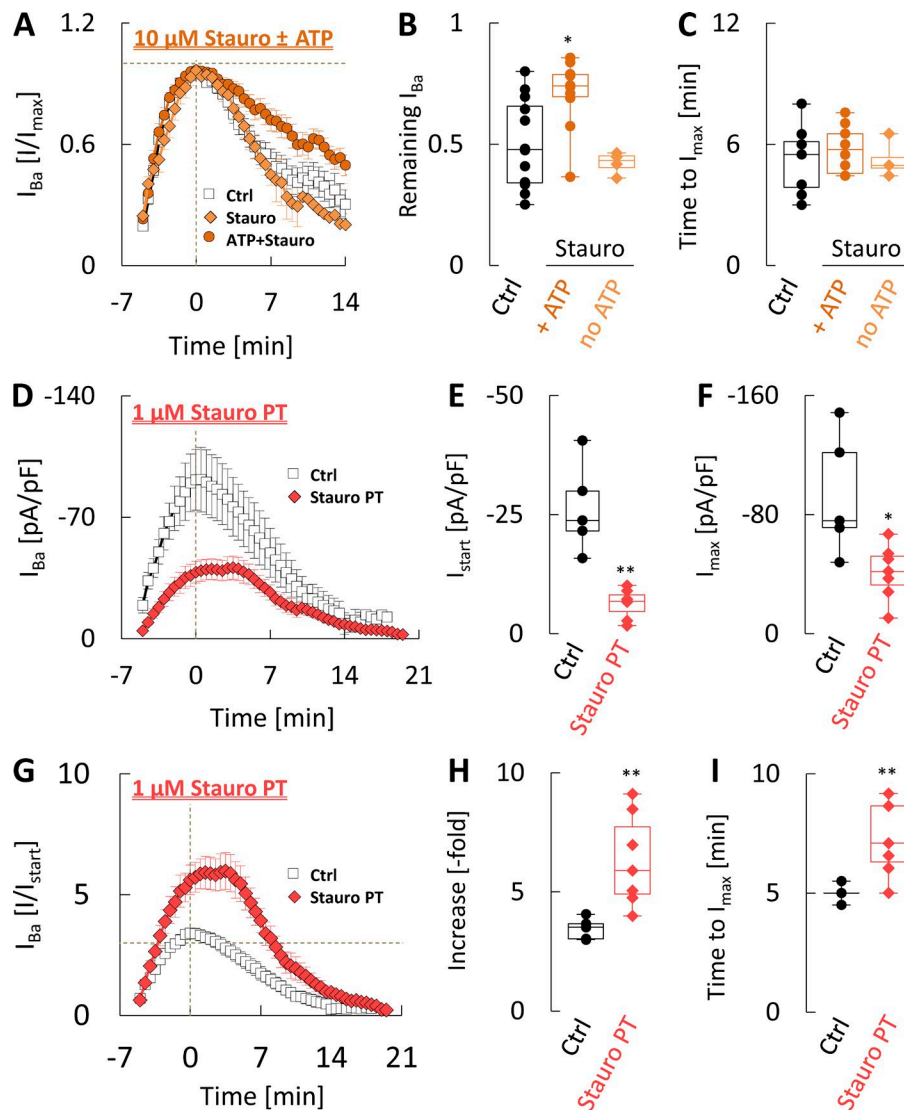 A
1.2
0.6
0
I_Ba [I/I_max]
10 µM Stauro ± ATP
Ctrl
Stauro
ATP+Stauro
-7
0
7
14
Time [min]
B
1
0.5
0
Remaining I_Ba
*
Stauro
Ctrl
+ ATP
no ATP
C
12
6
0
Time to I_max [min]
Stauro
Ctrl
+ ATP
no ATP
D
-140
-70
0
I_Ba [pA/pF]
1 µM Stauro PT
Ctrl
Stauro PT
-7
0
7
14
21
Time [min]
E
-50
-25
0
I_start [pA/pF]
**
Ctrl
Stauro PT
F
-160
-80
0
I_max [pA/pF]
*
Ctrl
Stauro PT
G
10
5
0
I_Ba [I/I_start]
1 µM Stauro PT
Ctrl
Stauro PT
-7
0
7
14
21
Time [min]
H
10
5
0
Increase [-fold]
**
Ctrl
Stauro PT
I
10
5
0
Time to I_max [min]
**
Ctrl
Stauro PT